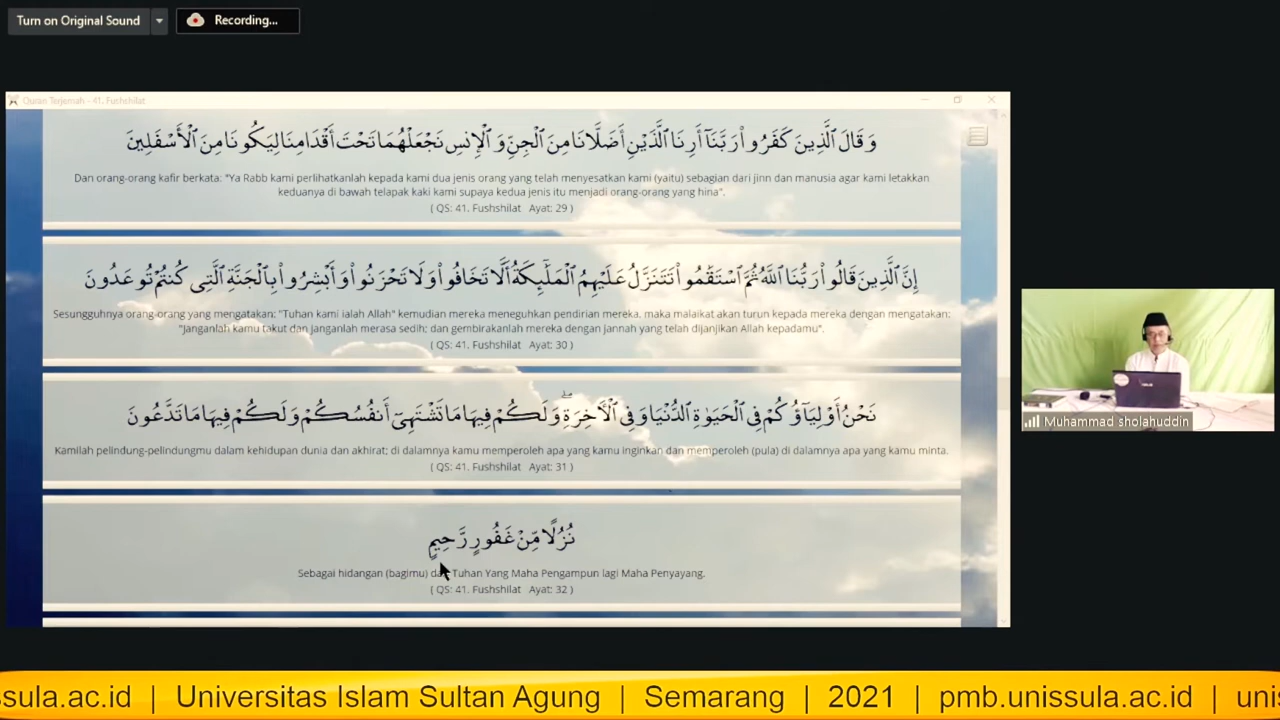 Turn on Original Sound
Recording...
Quran Terjemah - 41. Fushshilat
وَقَالَ ٱلَّذِينَ كَفَرُوا۟ رَبَّنَآ أَرِنَا ٱلَّذَيْنِ أَضَلَّانَا مِنَ ٱلْجِنِّ وَٱلْإِنسِ نَجْعَلْهُمَا تَحْتَ أَقْدَامِنَا لِيَكُونَا مِنَ ٱلْأَسْفَلِينَ
Dan orang-orang kafir berkata: "Ya Rabb kami perlihatkanlah kepada kami dua jenis orang yang telah menyesatkan kami (yaitu) sebagian dari jinn dan manusia agar kami letakkan
keduanya di bawah telapak kaki kami supaya kedua jenis itu menjadi orang-orang yang hina".
( QS: 41. Fushshilat Ayat: 29 )
إِنَّ ٱلَّذِينَ قَالُوا۟ رَبُّنَا ٱللَّهُ ثُمَّ ٱسْتَقَٰمُوا۟ تَتَنَزَّلُ عَلَيْهِمُ ٱلْمَلَٰٓئِكَةُ أَلَّا تَخَافُوا۟ وَلَا تَحْزَنُوا۟ وَأَبْشِرُوا۟ بِٱلْجَنَّةِ ٱلَّتِى كُنتُمْ تُوعَدُونَ
Sesungguhnya orang-orang yang mengatakan: "Tuhan kami ialah Allah" kemudian mereka meneguhkan pendirian mereka, maka malaikat akan turun kepada mereka dengan mengatakan:
"Janganlah kamu takut dan janganlah merasa sedih; dan gembirakanlah mereka dengan jannah yang telah dijanjikan Allah kepadamu".
( QS: 41. Fushshilat Ayat: 30 )
نَحْنُ أَوْلِيَآؤُكُمْ فِى ٱلْحَيَوٰةِ ٱلدُّنْيَا وَفِى ٱلْءَاخِرَةِ ۖ وَلَكُمْ فِيهَا مَا تَشْتَهِىٓ أَنفُسُكُمْ وَلَكُمْ فِيهَا مَا تَدَّعُونَ
Kamilah pelindung-pelindungmu dalam kehidupan dunia dan akhirat; di dalamnya kamu memperoleh apa yang kamu inginkan dan memperoleh (pula) di dalamnya apa yang kamu minta.
( QS: 41. Fushshilat Ayat: 31 )
نُزُلًا مِّنْ غَفُورٍ رَّحِيمٍ
Sebagai hidangan (bagimu) Tuhan Yang Maha Pengampun lagi Maha Penyayang.
( QS: 41. Fushshilat Ayat: 32 )
Muhammad sholahuddin
ssula.ac.id | Universitas Islam Sultan Agung | Semarang | 2021 | pmb.unissula.ac.id | uni